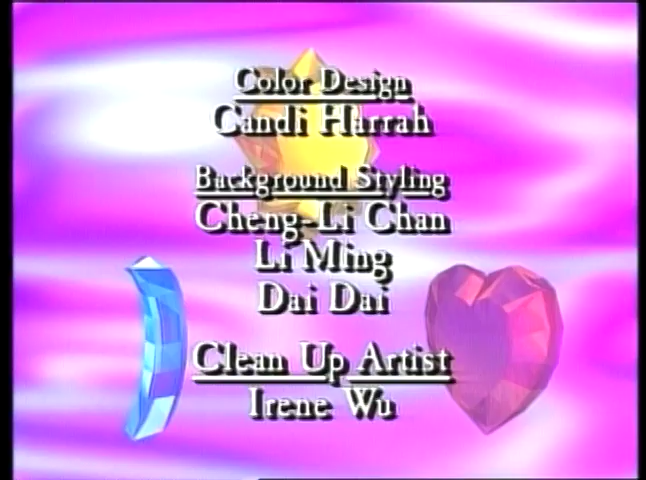 Color Design
Candi Harrah
Background Styling
Cheng-Li Chan
Li Ming
Dai Dai
Clean Up Artist
Irene Wu